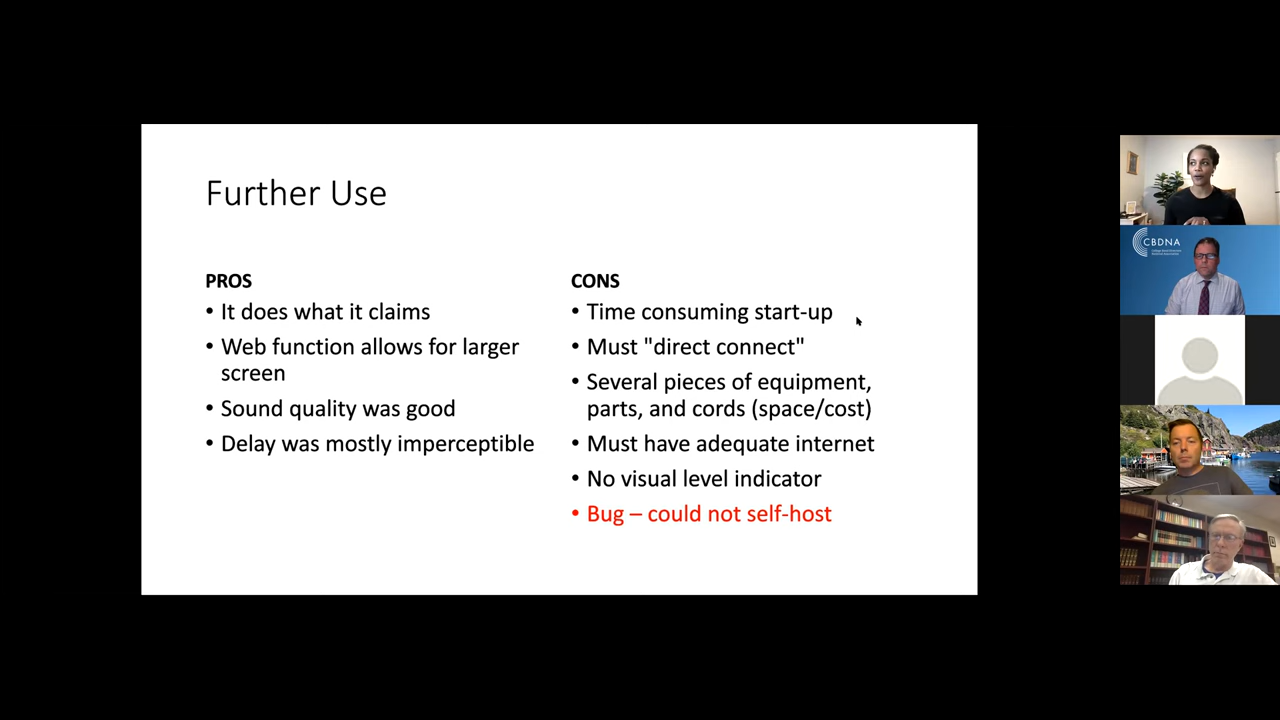 Further Use
PROS
• It does what it claims
• Web function allows for larger
screen
• Sound quality was good
• Delay was mostly imperceptible
CONS
• Time consuming start-up
• Must "direct connect"
• Several pieces of equipment,
parts, and cords (space/cost)
• Must have adequate internet
• No visual level indicator
• Bug – could not self-host
CBDNA